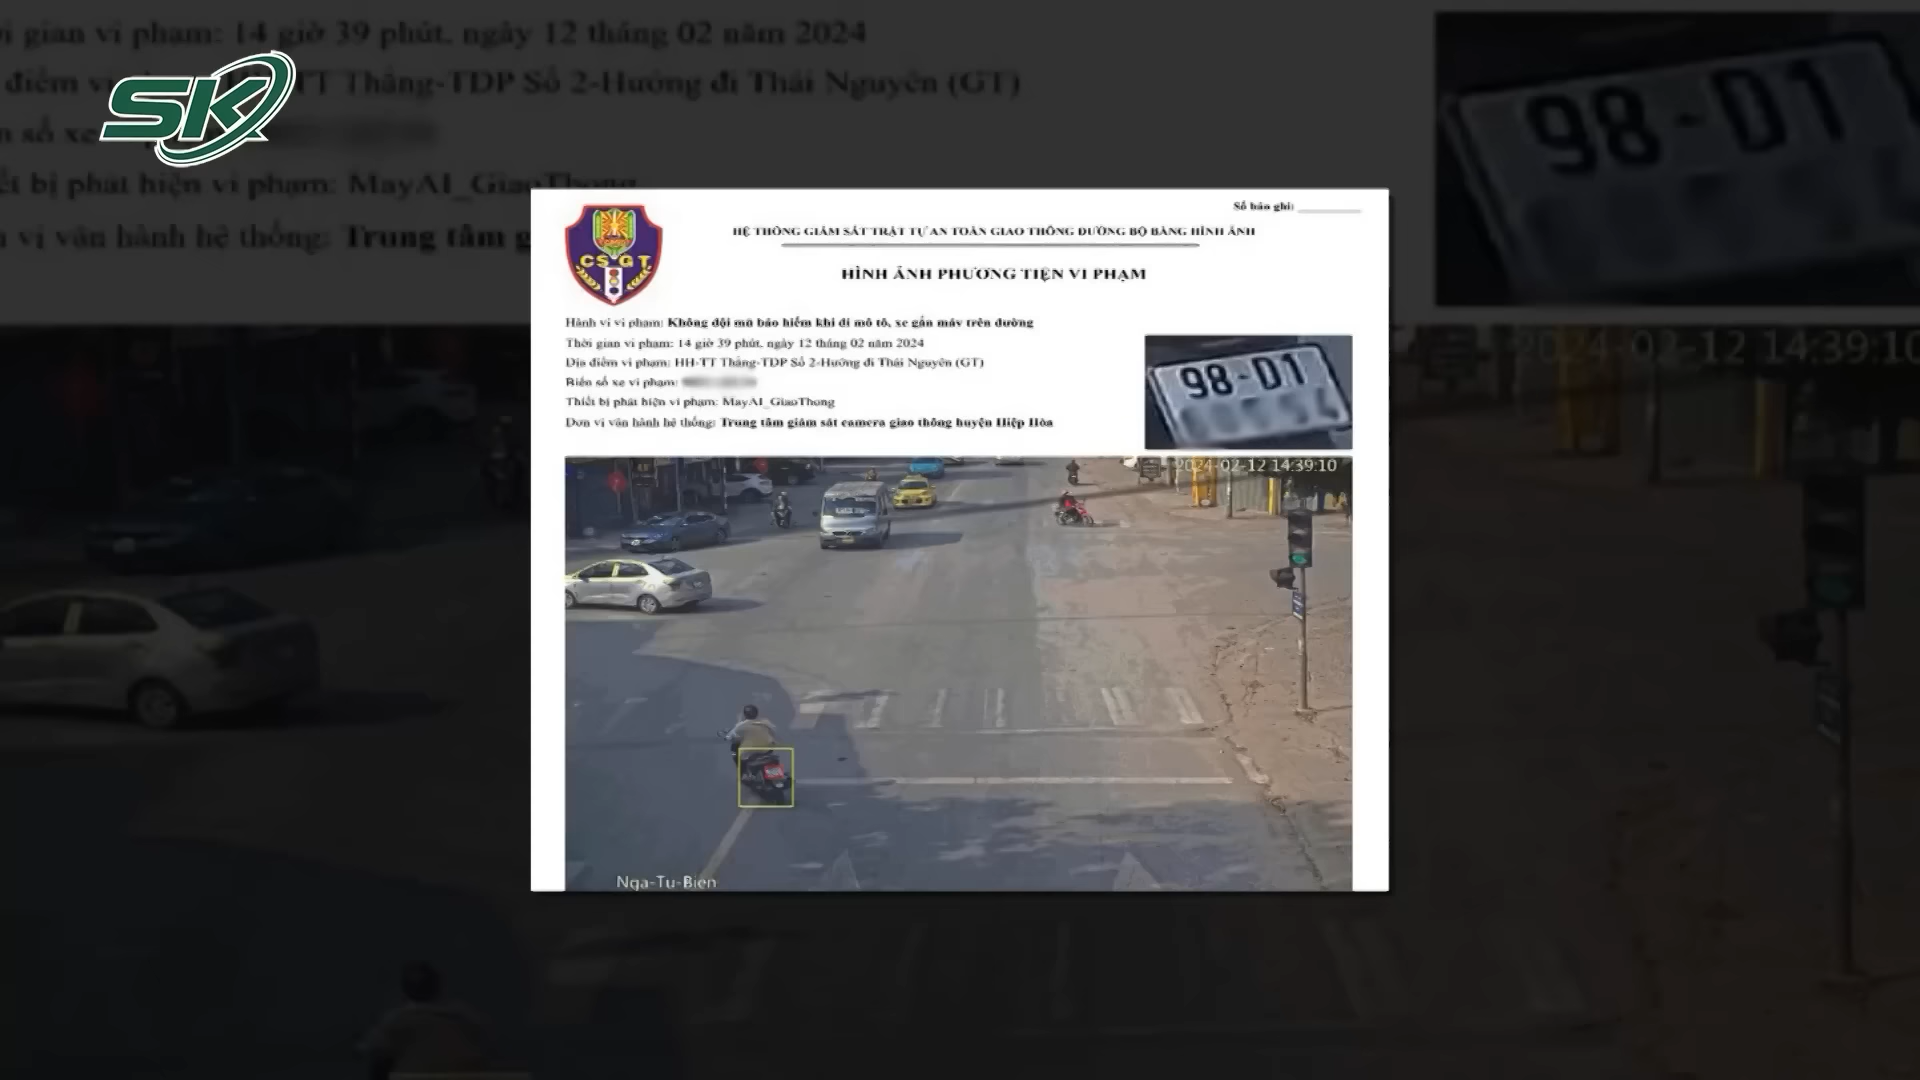 SK
Số báo ghi:
HỆ THỐNG GIÁM SÁT TRẬT TỰ AN TOÀN GIAO THÔNG ĐƯỜNG BỘ BẰNG HÌNH ẢNH
HÌNH ẢNH PHƯƠNG TIỆN VI PHẠM
CSGT
Hành vi vi phạm: Không đội mũ bảo hiểm khi đi mô tô, xe gắn máy trên đường
Thời gian vi phạm: 14 giờ 39 phút, ngày 12 tháng 02 năm 2024
Địa điểm vi phạm: HH-TT Thắng-TDP Số 2-Hướng đi Thái Nguyên (GT)
Biển số xe vi phạm:
Thiết bị phát hiện vi phạm: MayAI_GiaoThong
Đơn vị vận hành hệ thống: Trung tâm giám sát camera giao thông huyện Hiệp Hòa
98-D1
2024-02-12 14:39:10
Nga-Tu-Bien